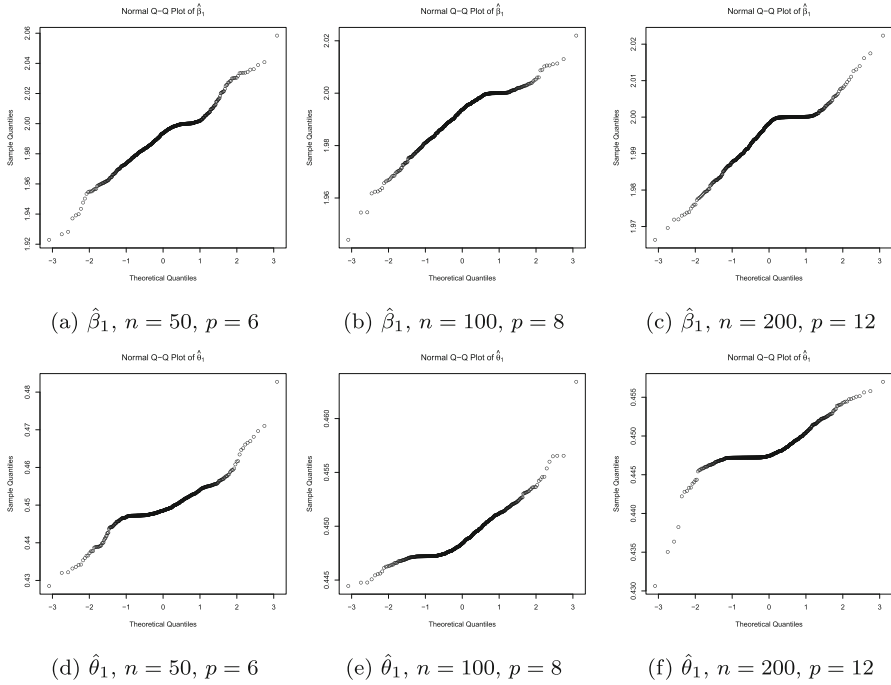 Normal Q−Q Plot of β̂₁
Sample Quantiles
2.06
2.04
2.02
2.00
1.98
1.96
1.94
1.92
−3 −2 −1 0 1 2 3
Theoretical Quantiles
(a) β̂₁, n = 50, p = 6
Normal Q−Q Plot of β̂₁
Sample Quantiles
2.02
2.00
1.98
1.96
−3 −2 −1 0 1 2 3
Theoretical Quantiles
(b) β̂₁, n = 100, p = 8
Normal Q−Q Plot of β̂₁
Sample Quantiles
2.02
2.01
2.00
1.99
1.98
1.97
−3 −2 −1 0 1 2 3
Theoretical Quantiles
(c) β̂₁, n = 200, p = 12
Normal Q−Q Plot of θ̂₁
Sample Quantiles
0.48
0.47
0.46
0.45
0.44
0.43
−3 −2 −1 0 1 2 3
Theoretical Quantiles
(d) θ̂₁, n = 50, p = 6
Normal Q−Q Plot of θ̂₁
Sample Quantiles
0.460
0.455
0.450
0.445
−3 −2 −1 0 1 2 3
Theoretical Quantiles
(e) θ̂₁, n = 100, p = 8
Normal Q−Q Plot of θ̂₁
Sample Quantiles
0.455
0.450
0.445
0.440
0.435
0.430
−3 −2 −1 0 1 2 3
Theoretical Quantiles
(f) θ̂₁, n = 200, p = 12